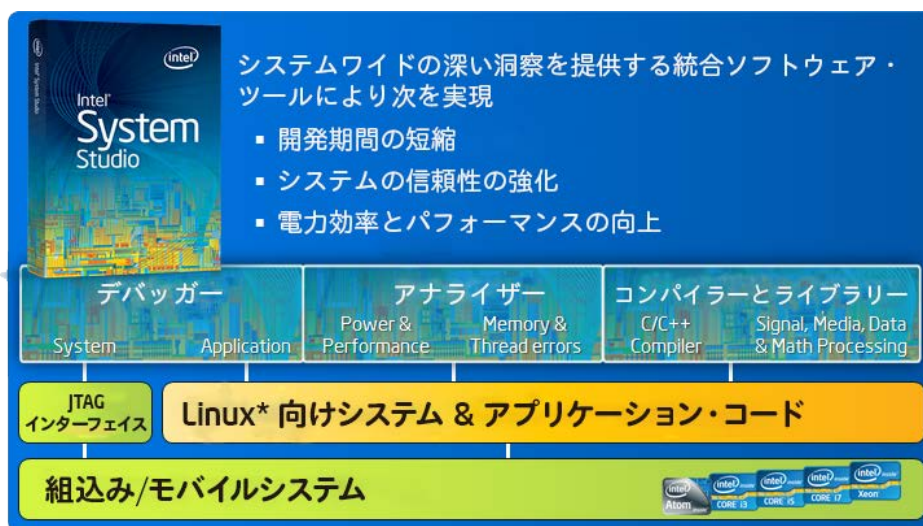 intel
Intel®
System
Studio
システムワイドの深い洞察を提供する統合ソフトウェア・
ツールにより次を実現
▪ 開発期間の短縮
▪ システムの信頼性の強化
▪ 電力効率とパフォーマンスの向上
デバッガー
System
Application
アナライザー
Power &
Performance
Memory &
Thread errors
コンパイラーとライブラリー
C/C++
Compiler
Signal, Media, Data
& Math Processing
JTAG
インターフェイス
Linux* 向けシステム & アプリケーション・コード
組込み/モバイルシステム
intel
Atom
intel
CORE i3
intel
CORE i5
intel
CORE i7
intel
Xeon